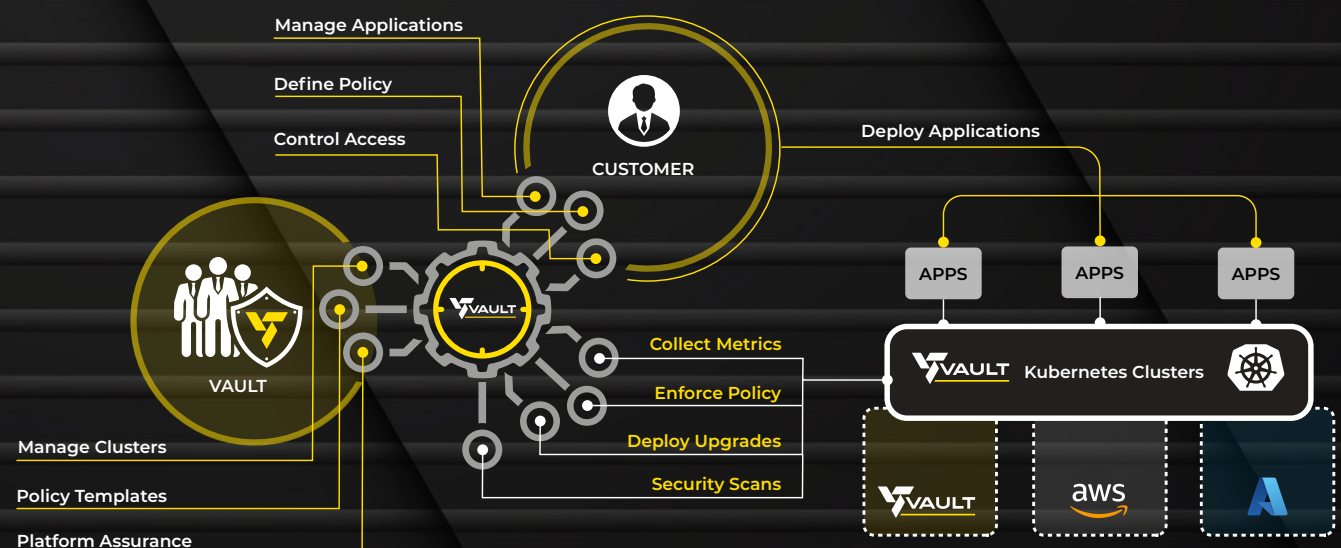 Manage Applications
Define Policy
Control Access
CUSTOMER
Deploy Applications
APPS
APPS
APPS
VAULT
VAULT
Collect Metrics
Enforce Policy
Deploy Upgrades
Security Scans
VAULT
Kubernetes Clusters
Manage Clusters
Policy Templates
Platform Assurance
VAULT
aws